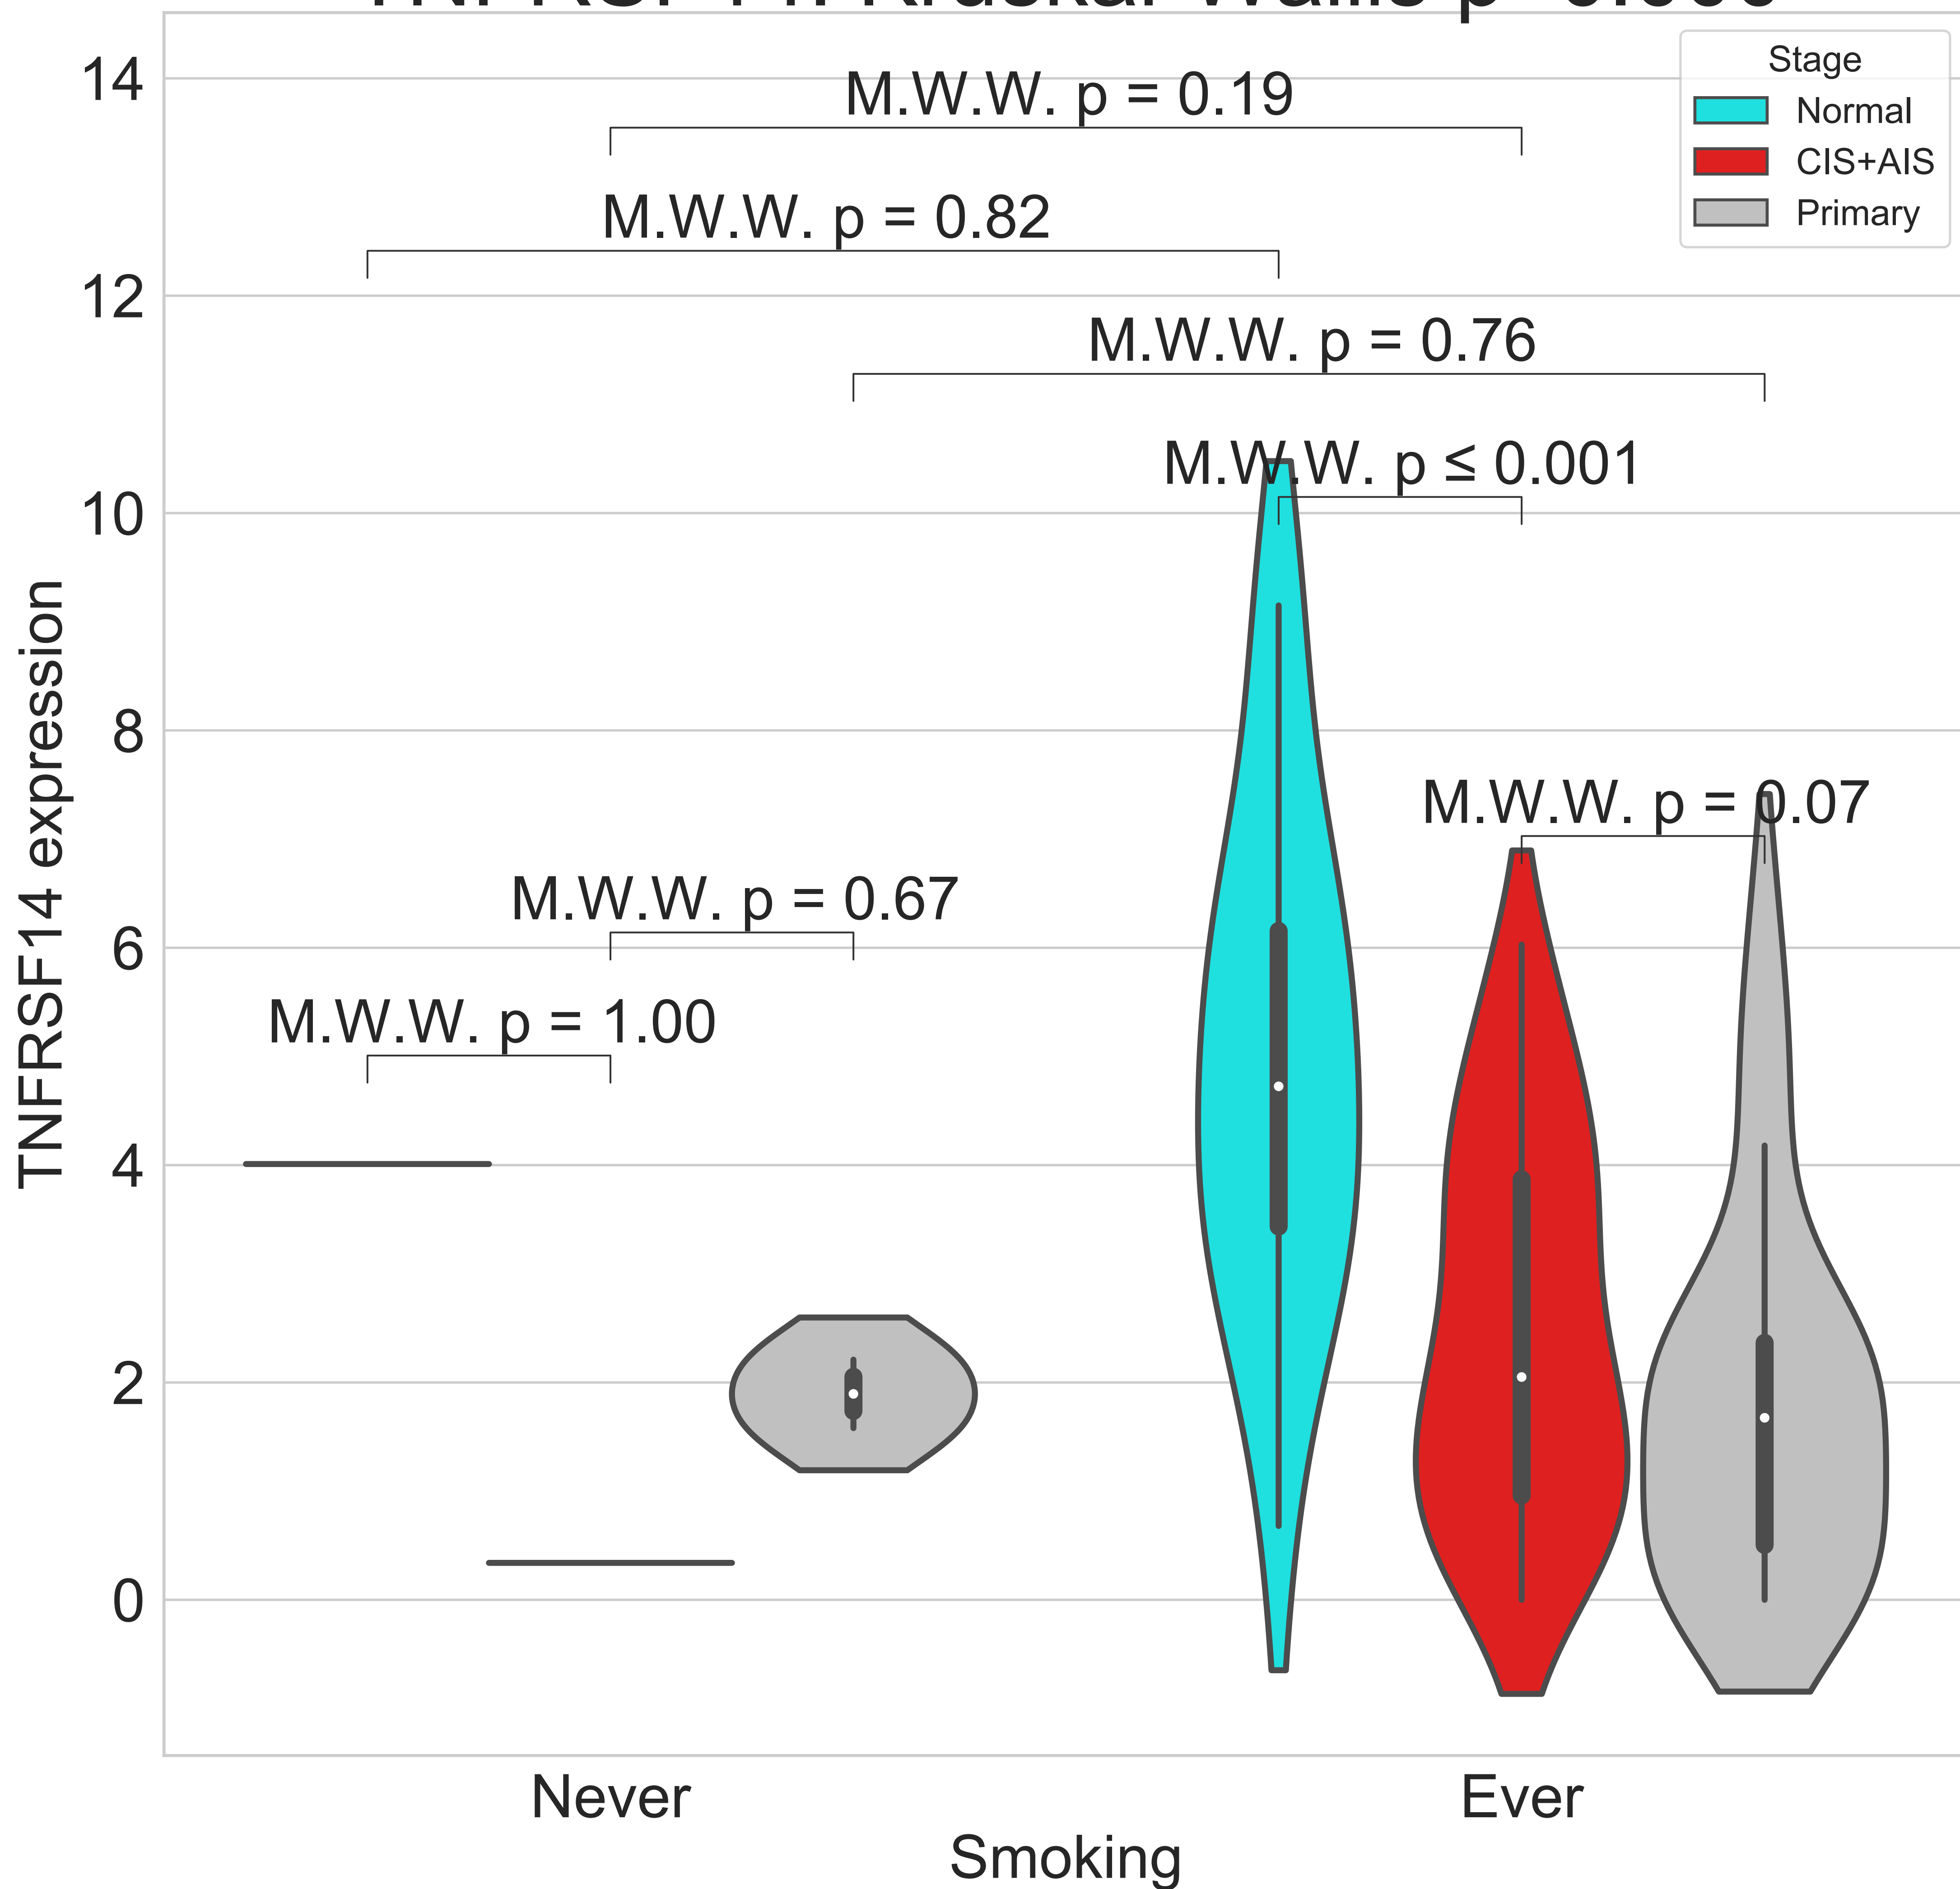 14
M.W.W. p = 0.19
Stage
Normal
CIS+AIS
Primary
M.W.W. p = 0.82
12
M.W.W. p = 0.76
M.W.W. p ≤ 0.001
10
8
M.W.W. p = 0.07
M.W.W. p = 0.67
6
M.W.W. p = 1.00
4
2
0
TNFRSF14 expression
Never
Ever
Smoking